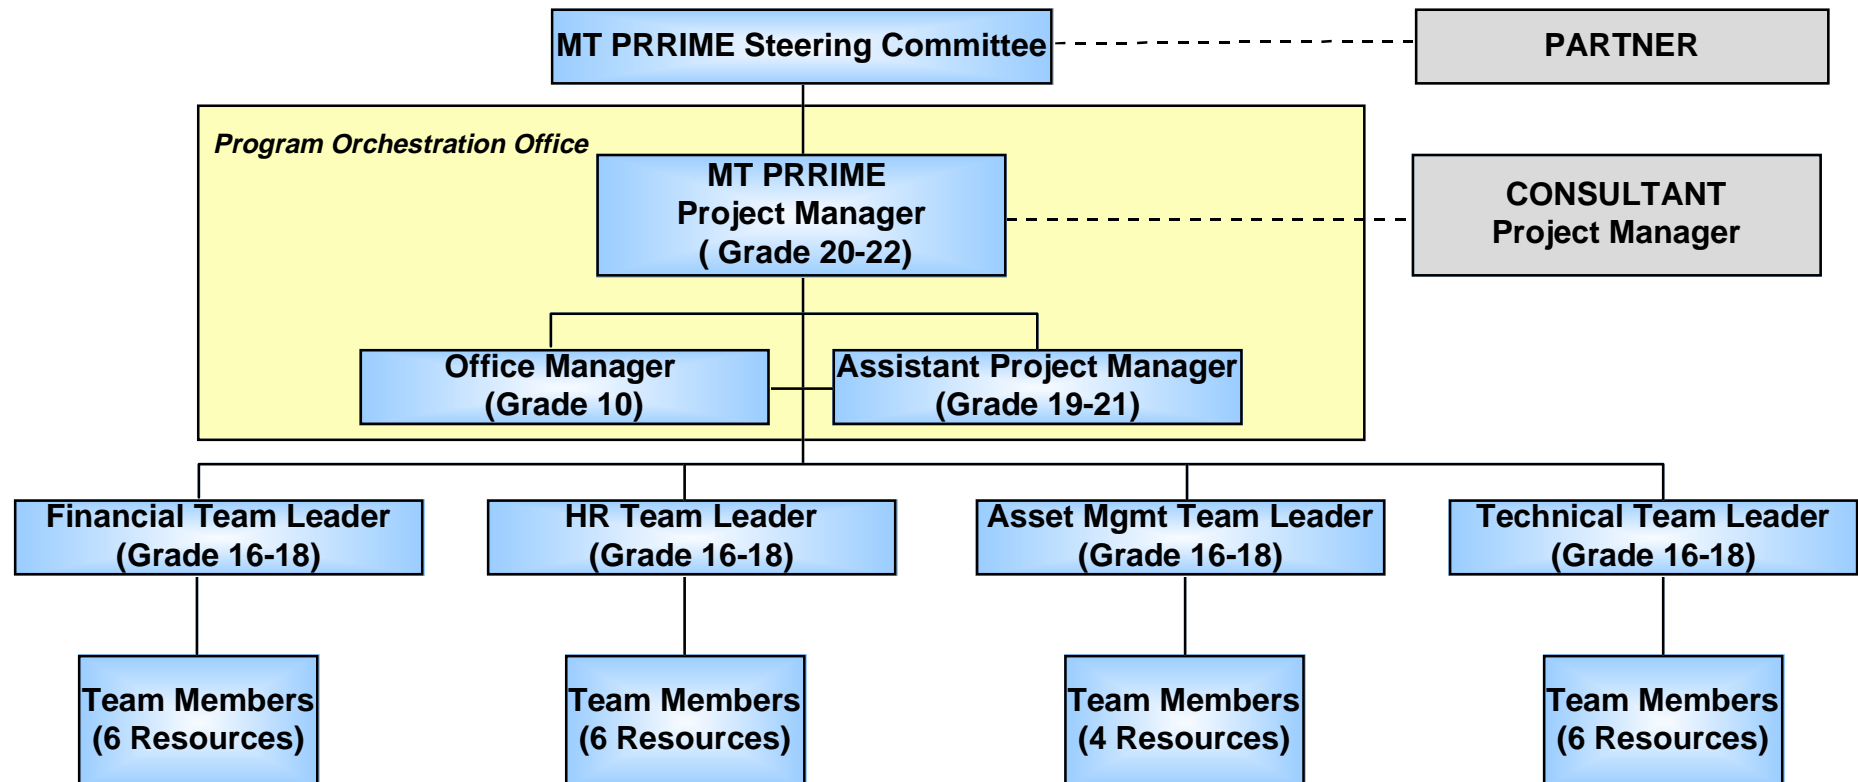 MT PRRIME Steering Committee
PARTNER
Program Orchestration Office
MT PRRIME
Project Manager
( Grade 20-22)
CONSULTANT
Project Manager
Office Manager
(Grade 10)
Assistant Project Manager
(Grade 19-21)
Financial Team Leader
(Grade 16-18)
HR Team Leader
(Grade 16-18)
Asset Mgmt Team Leader
(Grade 16-18)
Technical Team Leader
(Grade 16-18)
Team Members
(6 Resources)
Team Members
(6 Resources)
Team Members
(4 Resources)
Team Members
(6 Resources)